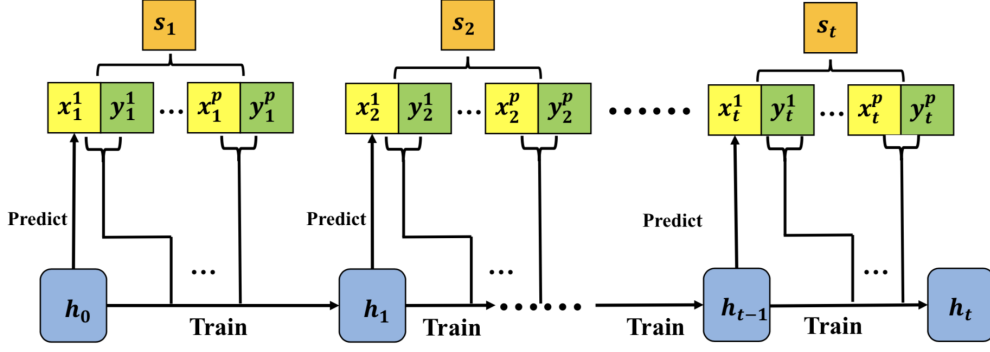 s₁ s₂ sₜ
x₁¹ y₁¹ ... x₁ᵖ y₁ᵖ x₂¹ y₂¹ ... x₂ᵖ y₂ᵖ ...... xₜ¹ yₜ¹ ... xₜᵖ yₜᵖ
Predict Predict Predict
... ... ...
h₀ h₁ ...... hₜ₋₁ hₜ
Train Train Train Train